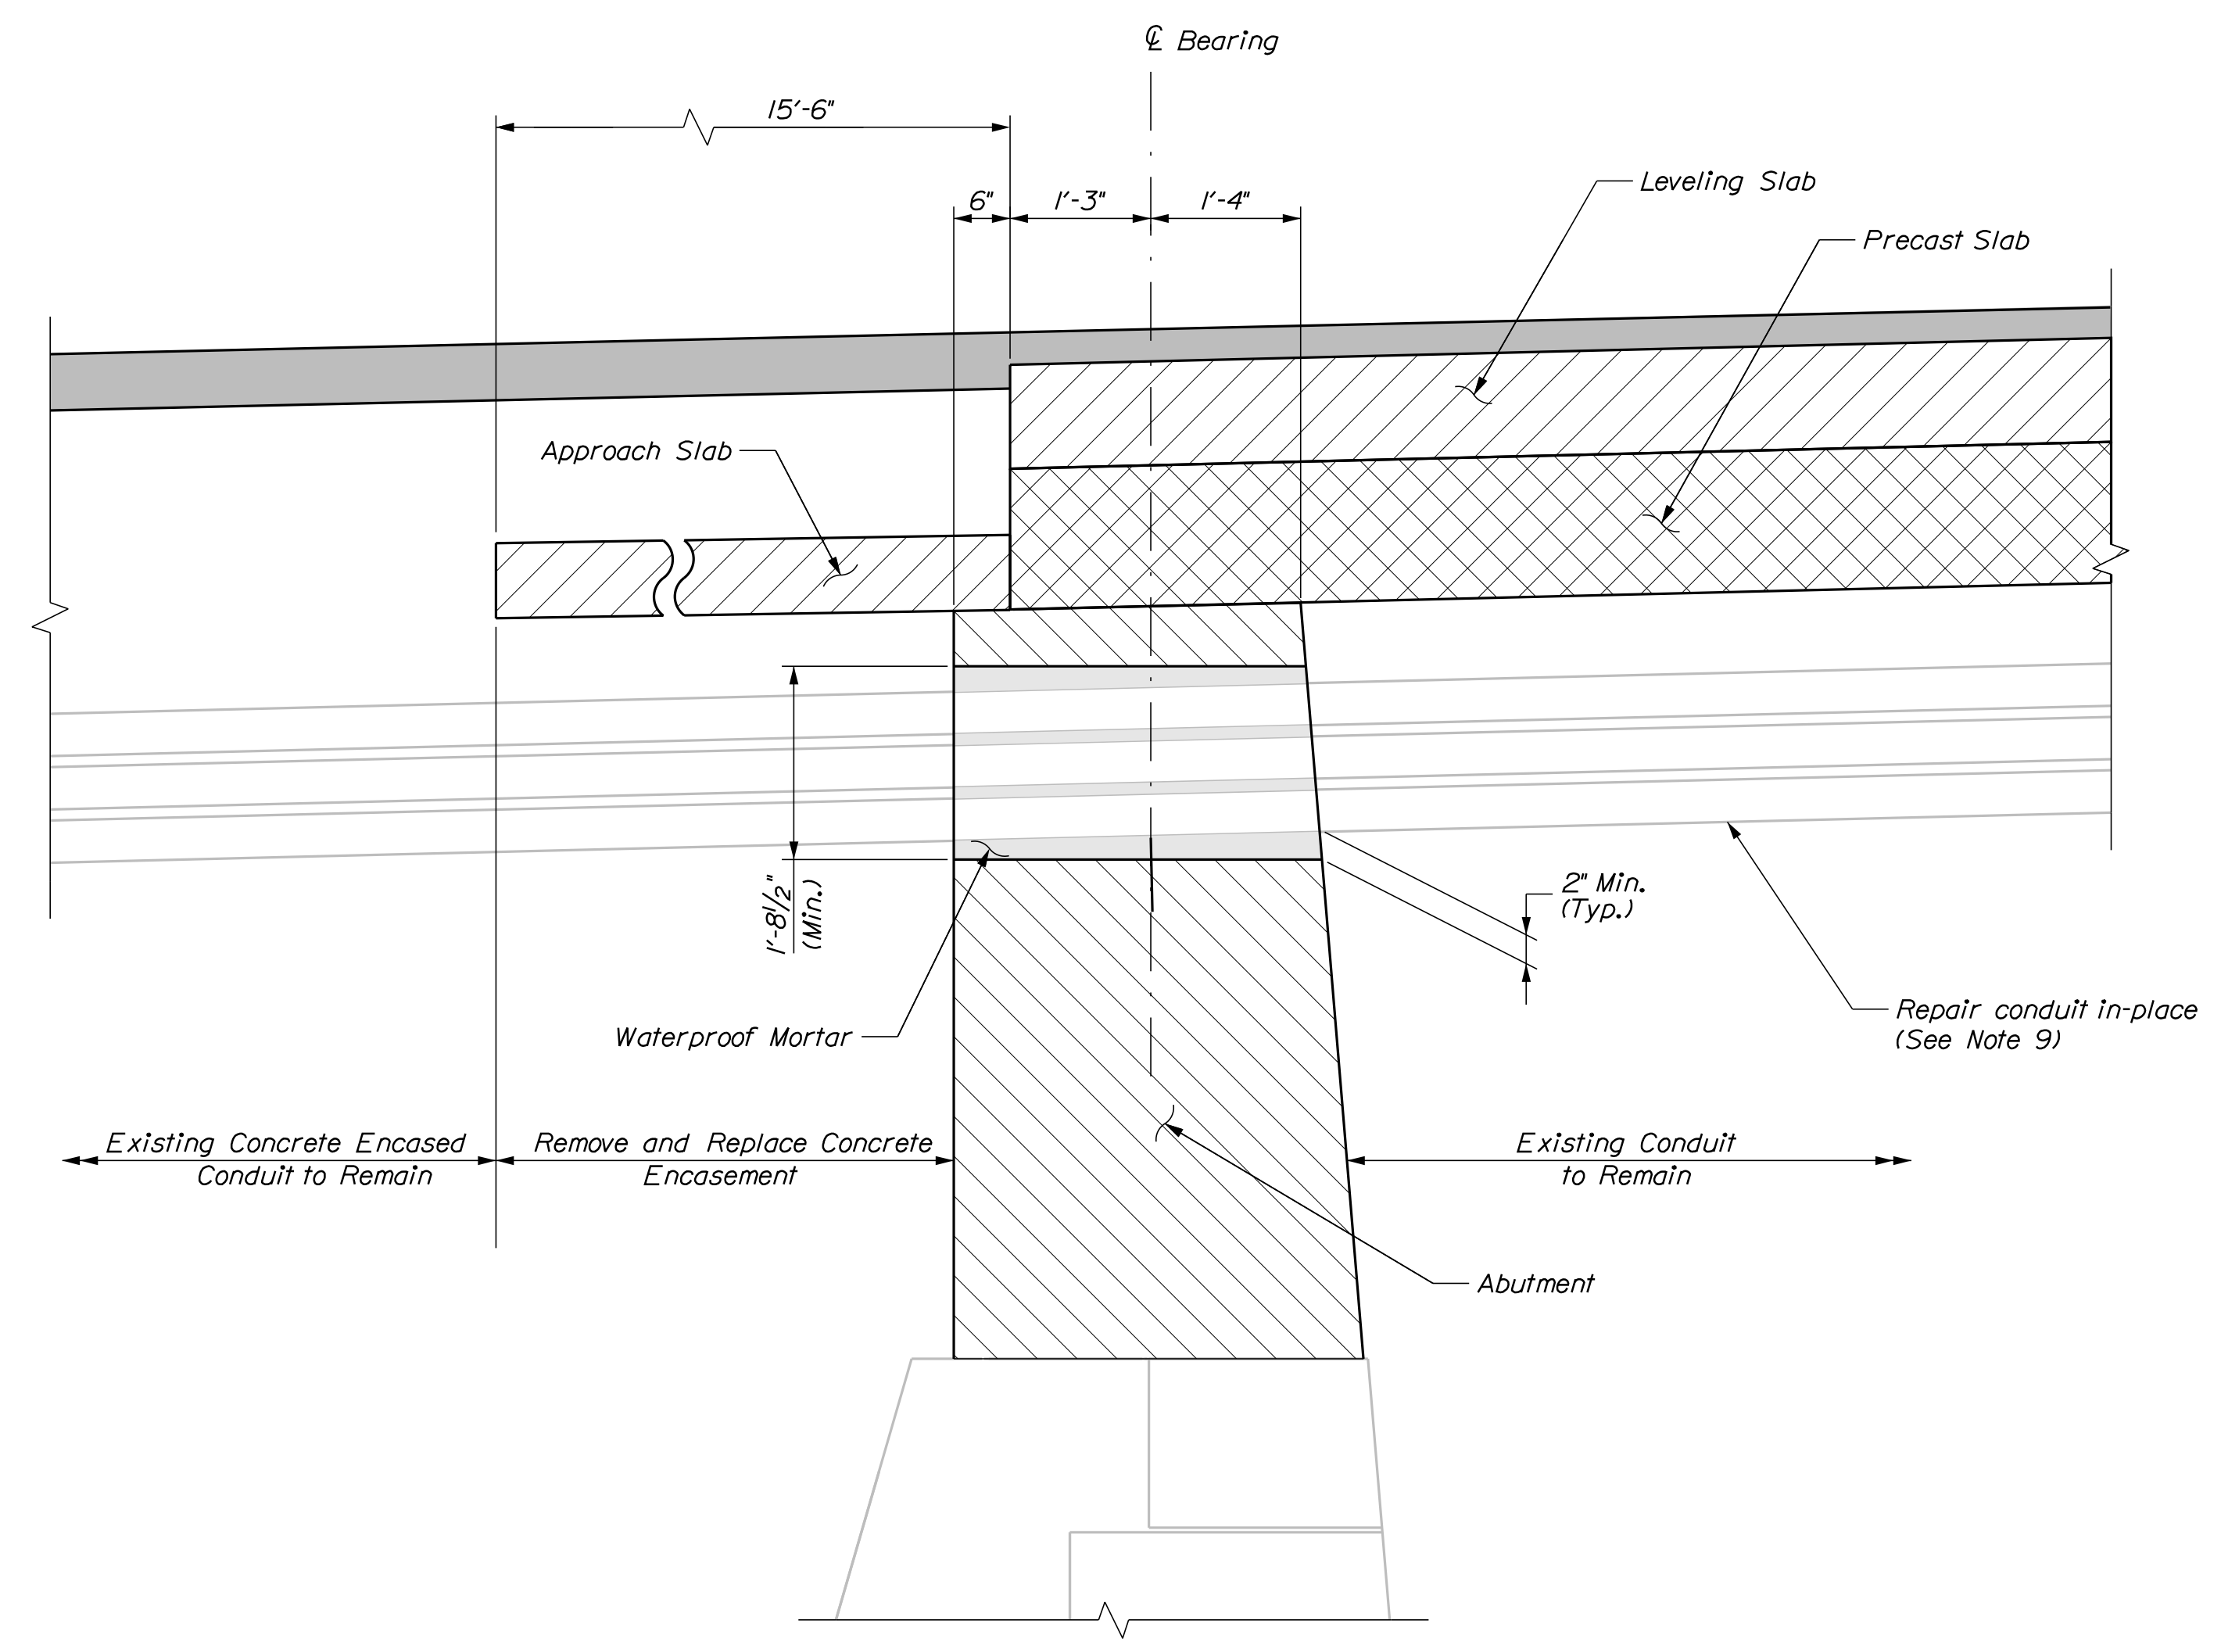 ℄ Bearing
15'-6"
6"
1'-3"
1'-4"
Leveling Slab
Precast Slab
Approach Slab
1'-8½"
(Min.)
2" Min.
(Typ.)
Waterproof Mortar
Repair conduit in-place
(See Note 9)
Existing Concrete Encased
Conduit to Remain
Remove and Replace Concrete
Encasement
Existing Conduit
to Remain
Abutment